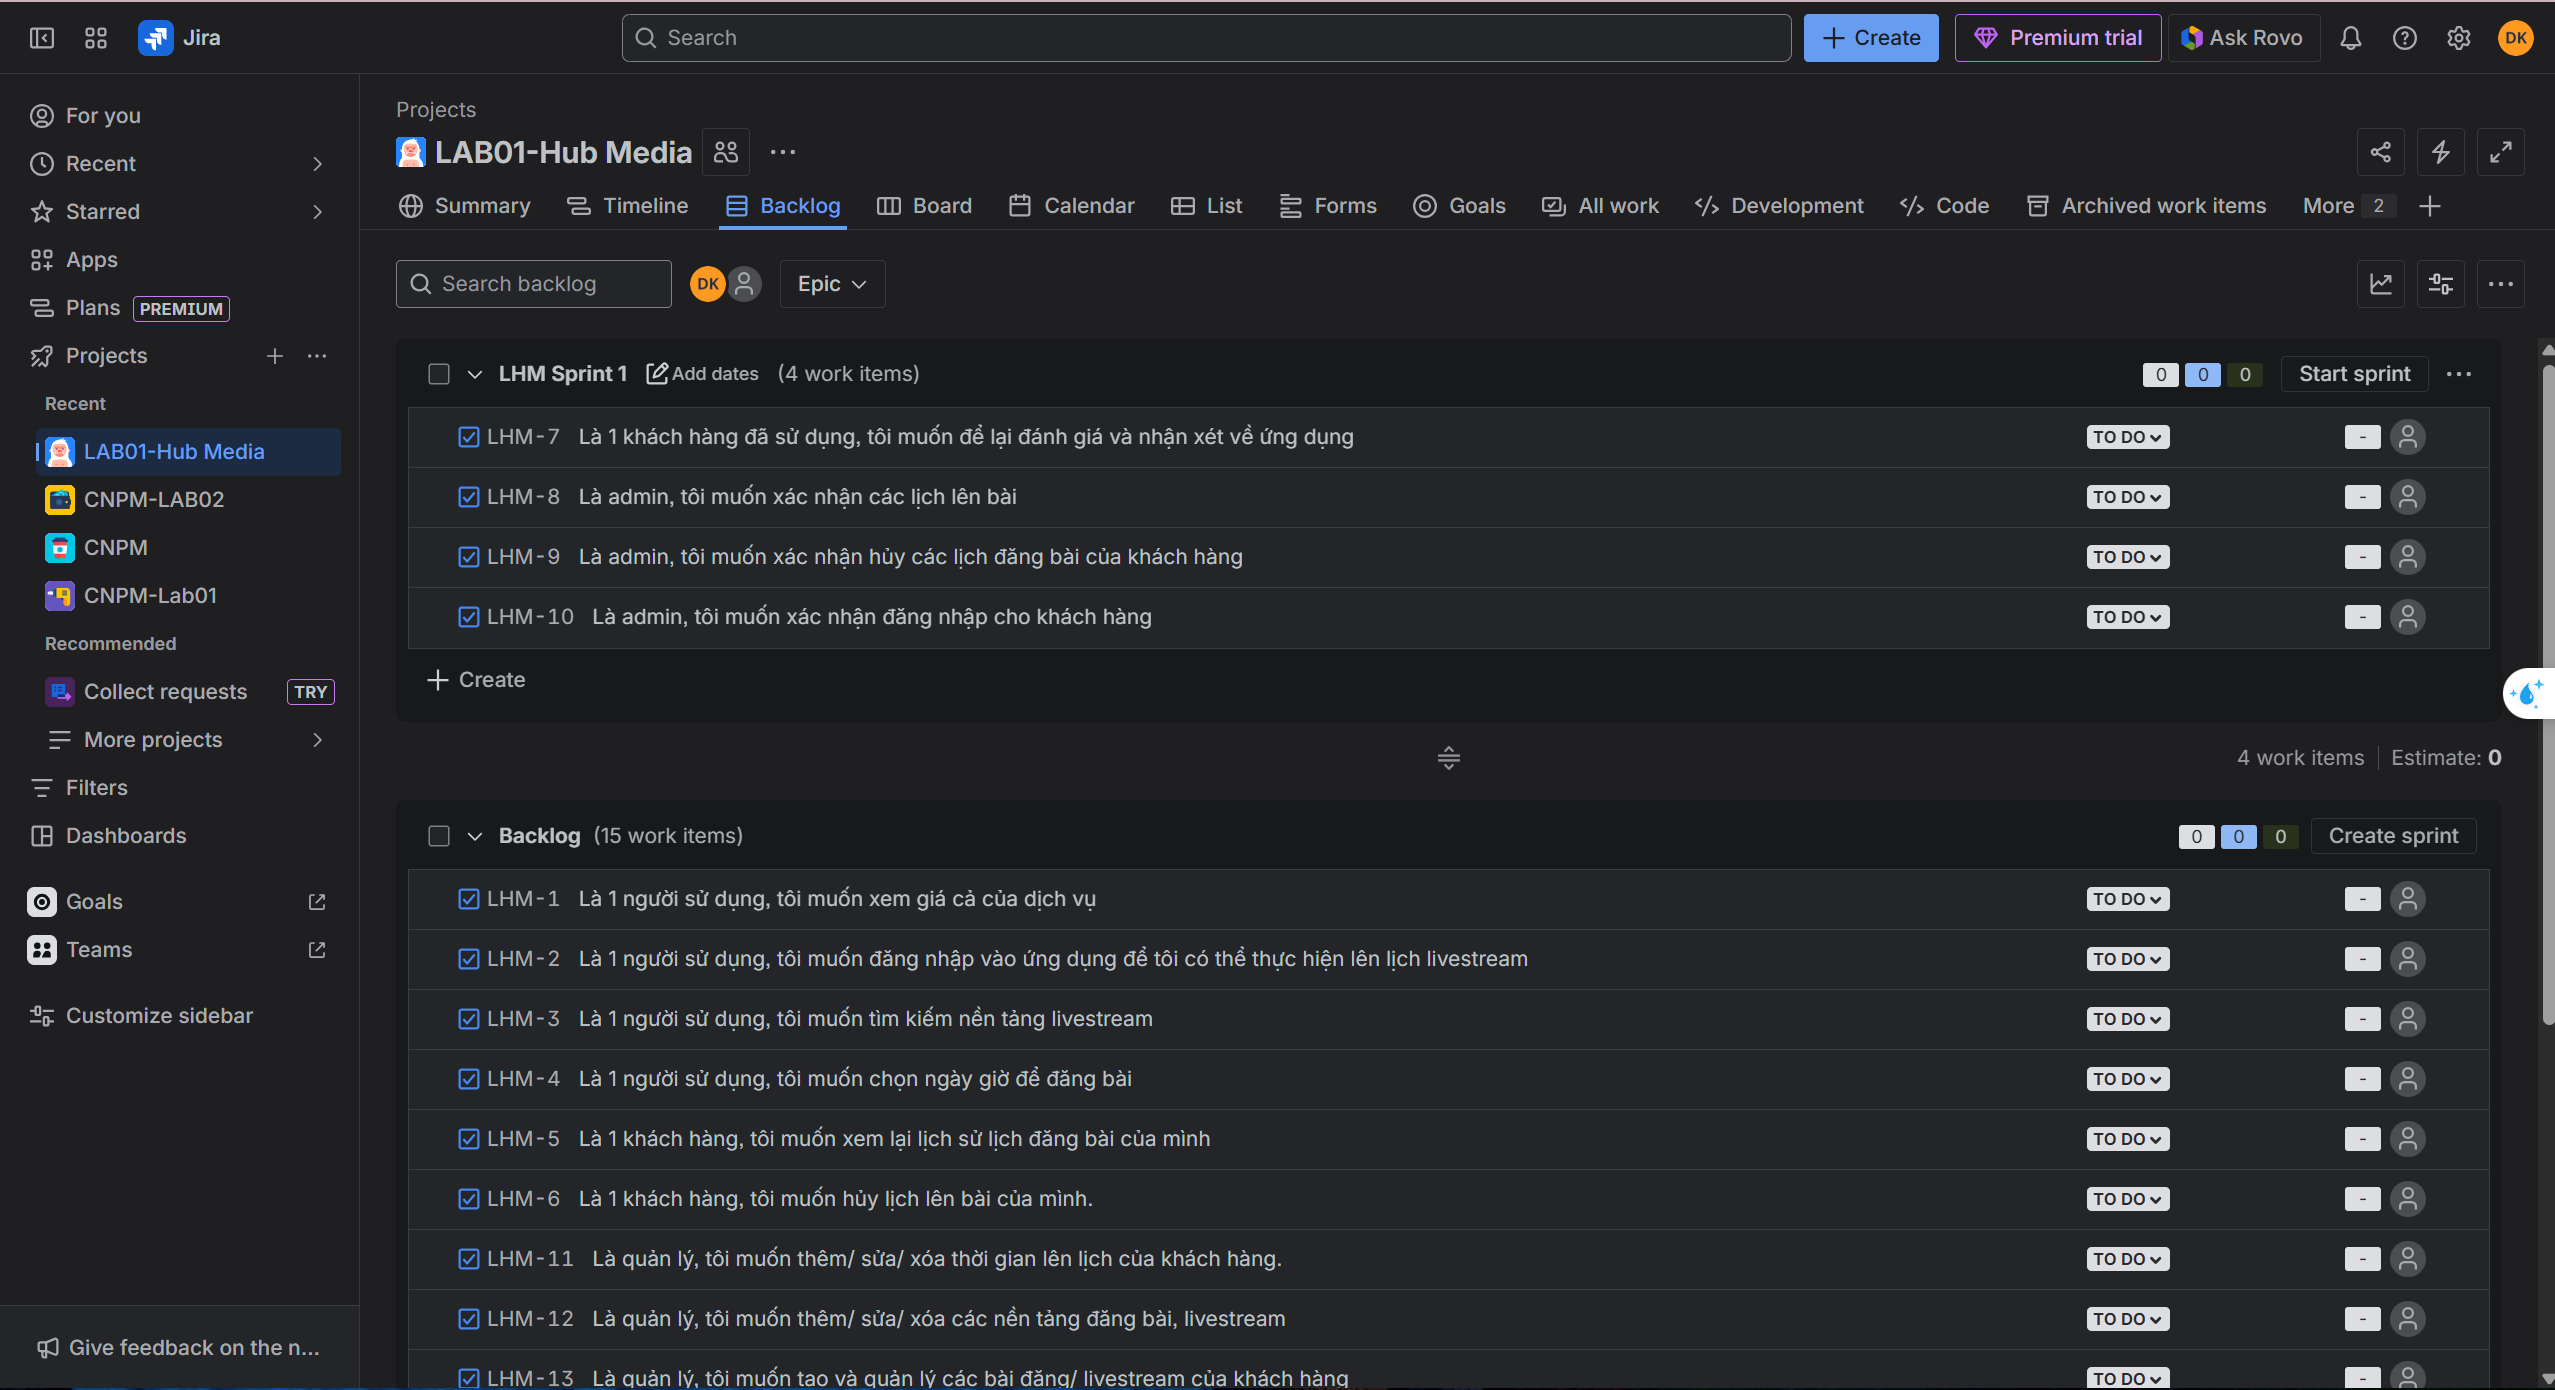 Jira
Search
Create
Premium trial
Ask Rovo
DK
For you
Recent
Starred
Apps
Plans PREMIUM
Projects
Recent
LAB01-Hub Media
CNPM-LAB02
CNPM
CNPM-Lab01
Recommended
Collect requests TRY
More projects
Filters
Dashboards
Goals
Teams
Customize sidebar
Give feedback on the n...
Projects
LAB01-Hub Media
Summary Timeline Backlog Board Calendar List Forms Goals All work Development Code Archived work items More 2
Search backlog DK Epic
LHM Sprint 1 Add dates (4 work items) 0 0 0 Start sprint
LHM-7 Là 1 khách hàng đã sử dụng, tôi muốn để lại đánh giá và nhận xét về ứng dụng TO DO -
LHM-8 Là admin, tôi muốn xác nhận các lịch lên bài TO DO -
LHM-9 Là admin, tôi muốn xác nhận hủy các lịch đăng bài của khách hàng TO DO -
LHM-10 Là admin, tôi muốn xác nhận đăng nhập cho khách hàng TO DO -
Create
4 work items Estimate: 0
Backlog (15 work items) 0 0 0 Create sprint
LHM-1 Là 1 người sử dụng, tôi muốn xem giá cả của dịch vụ TO DO -
LHM-2 Là 1 người sử dụng, tôi muốn đăng nhập vào ứng dụng để tôi có thể thực hiện lên lịch livestream TO DO -
LHM-3 Là 1 người sử dụng, tôi muốn tìm kiếm nền tảng livestream TO DO -
LHM-4 Là 1 người sử dụng, tôi muốn chọn ngày giờ để đăng bài TO DO -
LHM-5 Là 1 khách hàng, tôi muốn xem lại lịch sử lịch đăng bài của mình TO DO -
LHM-6 Là 1 khách hàng, tôi muốn hủy lịch lên bài của mình. TO DO -
LHM-11 Là quản lý, tôi muốn thêm/ sửa/ xóa thời gian lên lịch của khách hàng. TO DO -
LHM-12 Là quản lý, tôi muốn thêm/ sửa/ xóa các nền tảng đăng bài, livestream TO DO -
LHM-13 Là quản lý, tôi muốn tạo và quản lý các bài đăng/ livestream của khách hàng TO DO -